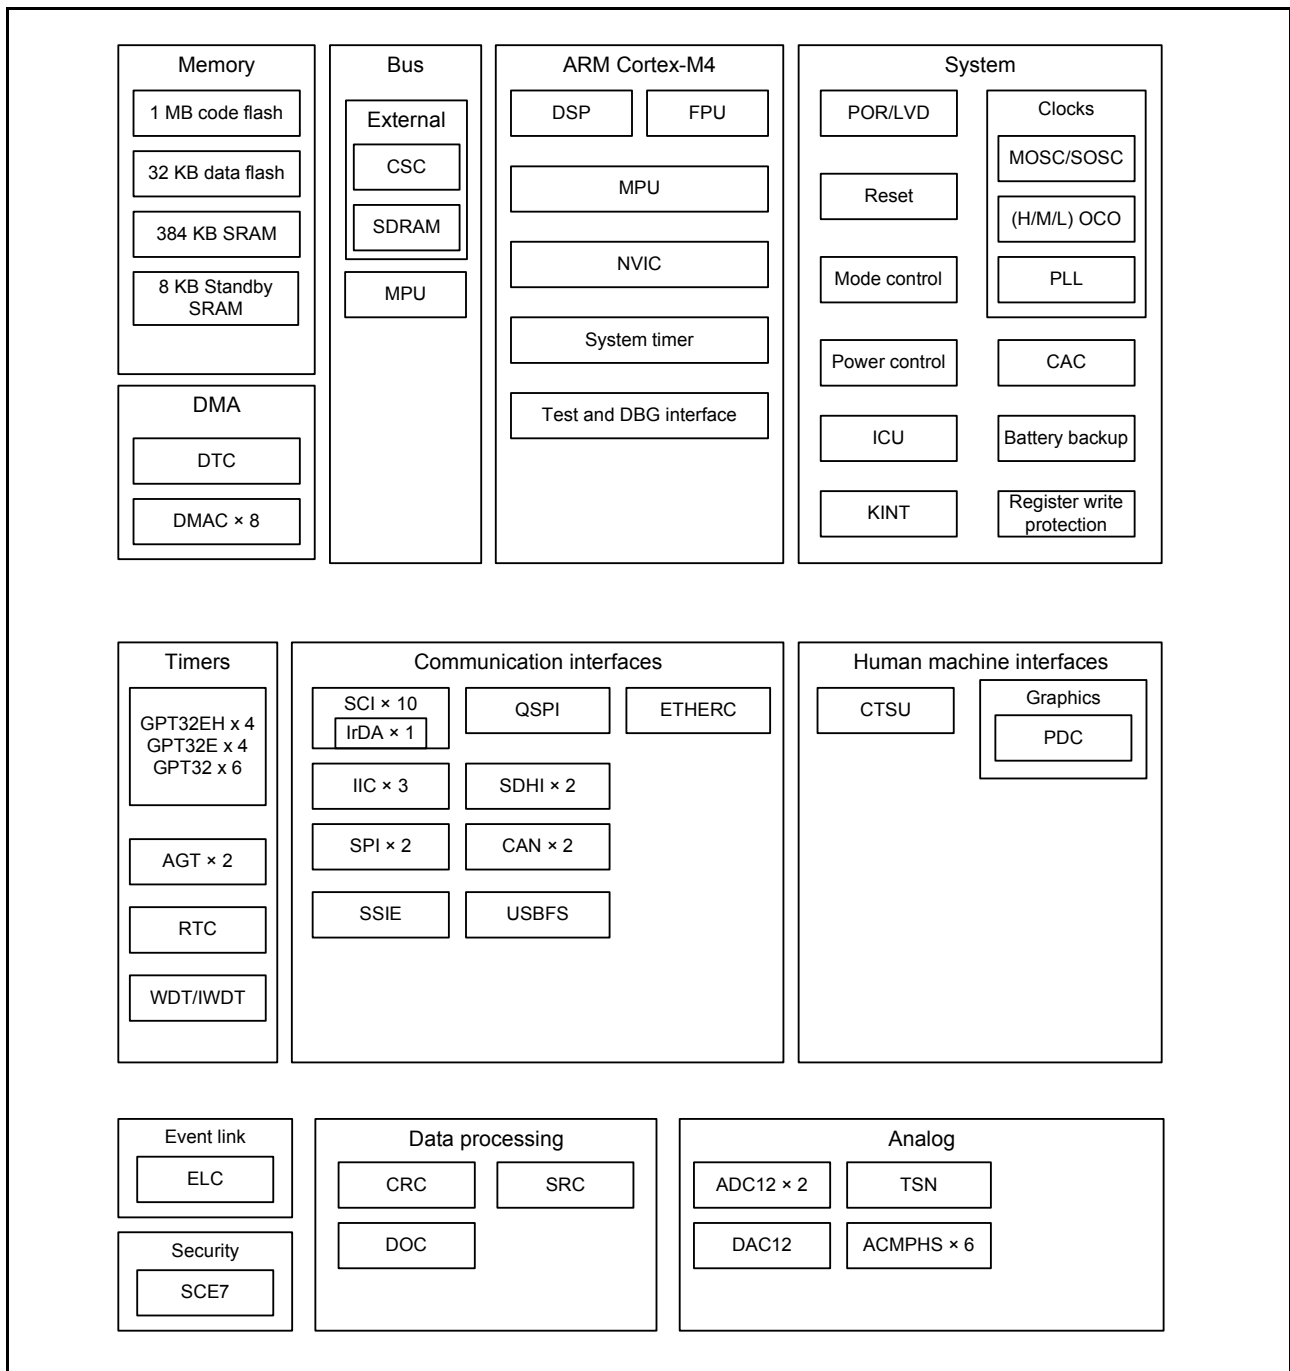 Memory
1 MB code flash
32 KB data flash
384 KB SRAM
8 KB Standby
SRAM
DMA
DTC
DMAC × 8
Bus
External
CSC
SDRAM
MPU
ARM Cortex-M4
DSP
FPU
MPU
NVIC
System timer
Test and DBG interface
System
POR/LVD
Reset
Mode control
Power control
ICU
KINT
Clocks
MOSC/SOSC
(H/M/L) OCO
PLL
CAC
Battery backup
Register write
protection
Timers
GPT32EH x 4
GPT32E x 4
GPT32 x 6
AGT × 2
RTC
WDT/IWDT
Communication interfaces
SCI × 10
IrDA × 1
QSPI
ETHERC
IIC × 3
SDHI × 2
SPI × 2
CAN × 2
SSIE
USBFS
Human machine interfaces
CTSU
Graphics
PDC
Event link
ELC
Security
SCE7
Data processing
CRC
SRC
DOC
Analog
ADC12 × 2
TSN
DAC12
ACMPHS × 6